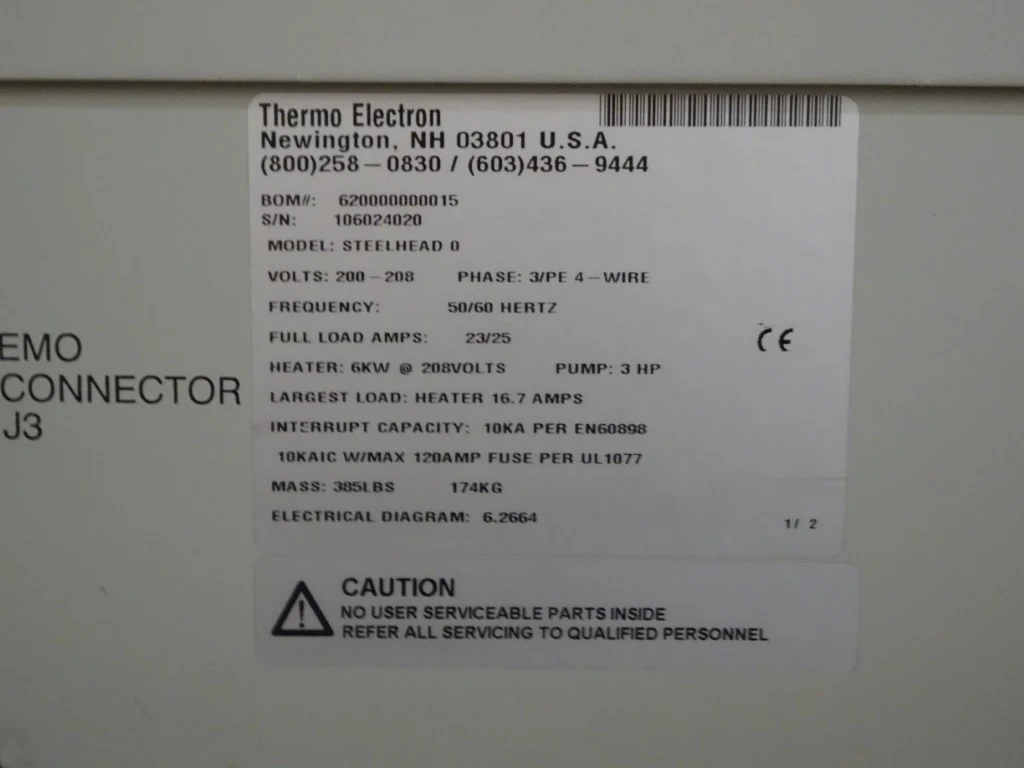 Thermo Electron
Newington, NH 03801 U.S.A.
(800)258–0830 / (603)436–9444
BOM#: 620000000015
S/N: 106024020
MODEL: STEELHEAD 0
VOLTS: 200–208 PHASE: 3/PE 4–WIRE
FREQUENCY: 50/60 HERTZ
FULL LOAD AMPS: 23/25
HEATER: 6KW @ 208VOLTS PUMP: 3 HP
LARGEST LOAD: HEATER 16.7 AMPS
INTERRUPT CAPACITY: 10KA PER EN60898
10KAIC W/MAX 120AMP FUSE PER UL1077
MASS: 385LBS 174KG
ELECTRICAL DIAGRAM: 6.2664
1/ 2
CE
EMO
CONNECTOR
J3
CAUTION
NO USER SERVICEABLE PARTS INSIDE
REFER ALL SERVICING TO QUALIFIED PERSONNEL